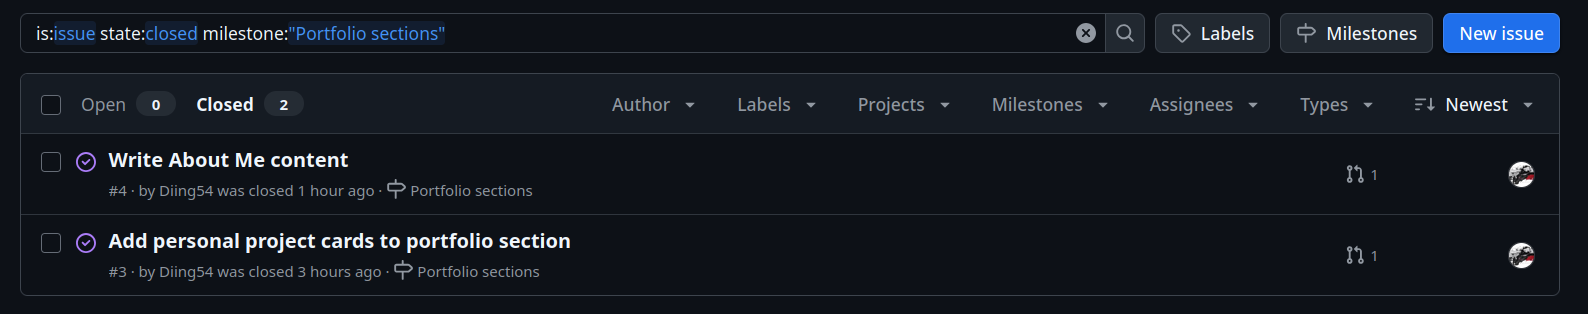 is:issue state:closed milestone:"Portfolio sections"
Labels
Milestones
New issue
Open 0 Closed 2 Author Labels Projects Milestones Assignees Types Newest
Write About Me content
#4 · by Diing54 was closed 1 hour ago · Portfolio sections
1
Add personal project cards to portfolio section
#3 · by Diing54 was closed 3 hours ago · Portfolio sections
1